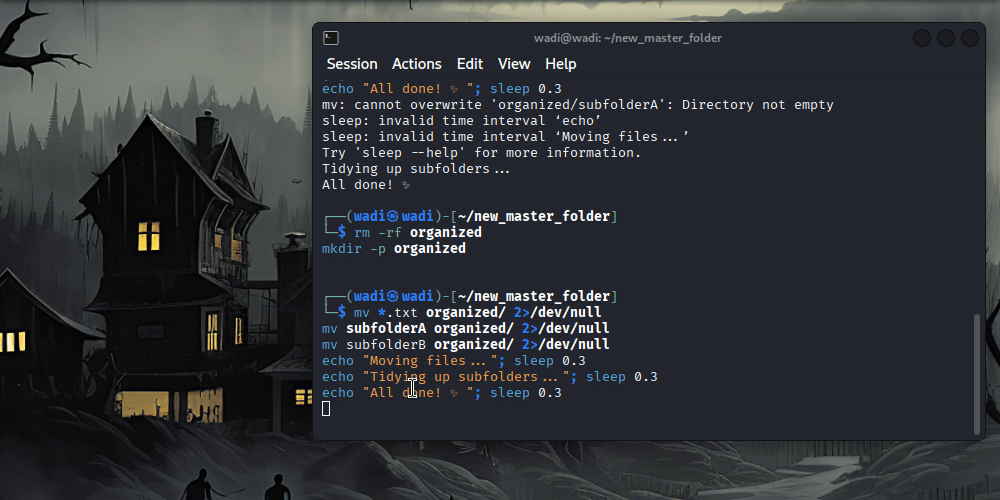 wadi@wadi: ~/new_master_folder
Session Actions Edit View Help
echo "All done! ✨ "; sleep 0.3
mv: cannot overwrite 'organized/subfolderA': Directory not empty
sleep: invalid time interval ‘echo’
sleep: invalid time interval ‘Moving files...’
Try 'sleep --help' for more information.
Tidying up subfolders...
All done! ✨
┌──(wadi㉿wadi)-[~/new_master_folder]
└─$ rm -rf organized
mkdir -p organized
┌──(wadi㉿wadi)-[~/new_master_folder]
└─$ mv *.txt organized/ 2>/dev/null
mv subfolderA organized/ 2>/dev/null
mv subfolderB organized/ 2>/dev/null
echo "Moving files..."; sleep 0.3
echo "Tidying up subfolders..."; sleep 0.3
echo "All done! ✨ "; sleep 0.3